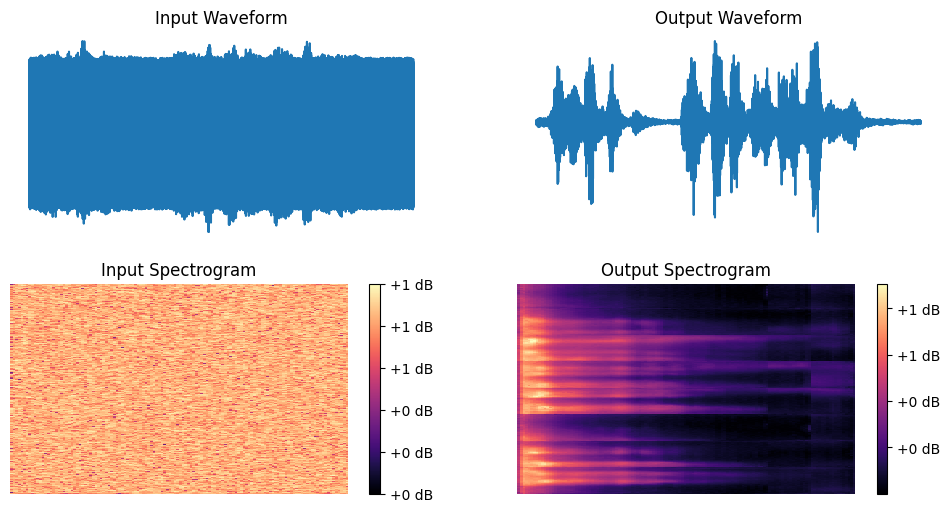 Input Waveform
Output Waveform
Input Spectrogram
+1 dB
+1 dB
+1 dB
+0 dB
+0 dB
+0 dB
Output Spectrogram
+1 dB
+1 dB
+0 dB
+0 dB